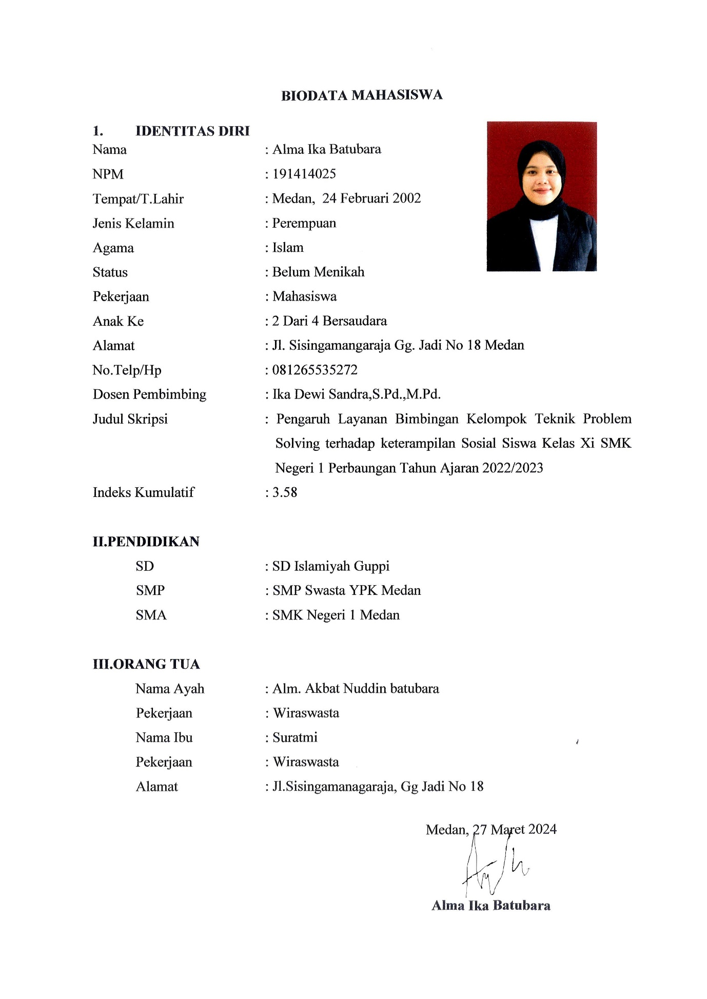 BIODATA MAHASISWA
1. IDENTITAS DIRI
Nama : Alma Ika Batubara
NPM : 191414025
Tempat/T.Lahir : Medan, 24 Februari 2002
Jenis Kelamin : Perempuan
Agama : Islam
Status : Belum Menikah
Pekerjaan : Mahasiswa
Anak Ke : 2 Dari 4 Bersaudara
Alamat : Jl. Sisingamangaraja Gg. Jadi No 18 Medan
No.Telp/Hp : 081265535272
Dosen Pembimbing : Ika Dewi Sandra,S.Pd.,M.Pd.
Judul Skripsi : Pengaruh Layanan Bimbingan Kelompok Teknik Problem
Solving terhadap keterampilan Sosial Siswa Kelas Xi SMK
Negeri 1 Perbaungan Tahun Ajaran 2022/2023
Indeks Kumulatif : 3.58
II.PENDIDIKAN
SD : SD Islamiyah Guppi
SMP : SMP Swasta YPK Medan
SMA : SMK Negeri 1 Medan
III.ORANG TUA
Nama Ayah : Alm. Akbat Nuddin batubara
Pekerjaan : Wiraswasta
Nama Ibu : Suratmi
Pekerjaan : Wiraswasta
Alamat : Jl.Sisingamanagaraja, Gg Jadi No 18
Medan, 27 Maret 2024
Alma Ika Batubara